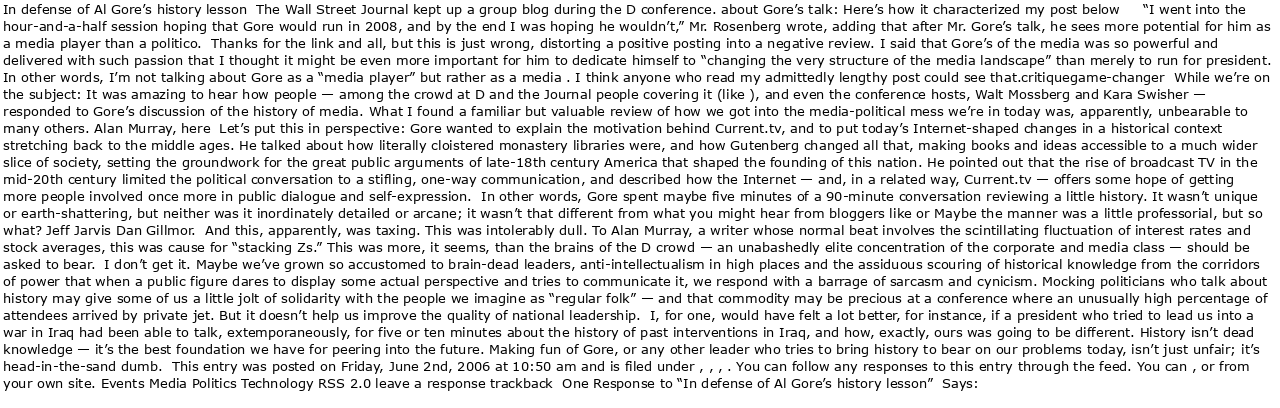 In defense of Al Gore’s history lesson  The Wall Street Journal kept up a group blog during the D conference. about Gore’s talk: Here’s how it characterized my post below     “I went into the
hour-and-a-half session hoping that Gore would run in 2008, and by the end I was hoping he wouldn’t,” Mr. Rosenberg wrote, adding that after Mr. Gore’s talk, he sees more potential for him as
a media player than a politico.  Thanks for the link and all, but this is just wrong, distorting a positive posting into a negative review. I said that Gore’s of the media was so powerful and
delivered with such passion that I thought it might be even more important for him to dedicate himself to “changing the very structure of the media landscape” than merely to run for president.
In other words, I’m not talking about Gore as a “media player” but rather as a media . I think anyone who read my admittedly lengthy post could see that.critiquegame-changer  While we’re on
the subject: It was amazing to hear how people — among the crowd at D and the Journal people covering it (like ), and even the conference hosts, Walt Mossberg and Kara Swisher —
responded to Gore’s discussion of the history of media. What I found a familiar but valuable review of how we got into the media-political mess we’re in today was, apparently, unbearable to
many others. Alan Murray, here  Let’s put this in perspective: Gore wanted to explain the motivation behind Current.tv, and to put today’s Internet-shaped changes in a historical context
stretching back to the middle ages. He talked about how literally cloistered monastery libraries were, and how Gutenberg changed all that, making books and ideas accessible to a much wider
slice of society, setting the groundwork for the great public arguments of late-18th century America that shaped the founding of this nation. He pointed out that the rise of broadcast TV in the
mid-20th century limited the political conversation to a stifling, one-way communication, and described how the Internet — and, in a related way, Current.tv — offers some hope of getting
more people involved once more in public dialogue and self-expression.  In other words, Gore spent maybe five minutes of a 90-minute conversation reviewing a little history. It wasn’t unique
or earth-shattering, but neither was it inordinately detailed or arcane; it wasn’t that different from what you might hear from bloggers like or Maybe the manner was a little professorial, but so
what? Jeff Jarvis Dan Gillmor.  And this, apparently, was taxing. This was intolerably dull. To Alan Murray, a writer whose normal beat involves the scintillating fluctuation of interest rates and
stock averages, this was cause for “stacking Zs.” This was more, it seems, than the brains of the D crowd — an unabashedly elite concentration of the corporate and media class — should be
asked to bear.  I don’t get it. Maybe we’ve grown so accustomed to brain-dead leaders, anti-intellectualism in high places and the assiduous scouring of historical knowledge from the corridors
of power that when a public figure dares to display some actual perspective and tries to communicate it, we respond with a barrage of sarcasm and cynicism. Mocking politicians who talk about
history may give some of us a little jolt of solidarity with the people we imagine as “regular folk” — and that commodity may be precious at a conference where an unusually high percentage of
attendees arrived by private jet. But it doesn’t help us improve the quality of national leadership.  I, for one, would have felt a lot better, for instance, if a president who tried to lead us into a
war in Iraq had been able to talk, extemporaneously, for five or ten minutes about the history of past interventions in Iraq, and how, exactly, ours was going to be different. History isn’t dead
knowledge — it’s the best foundation we have for peering into the future. Making fun of Gore, or any other leader who tries to bring history to bear on our problems today, isn’t just unfair; it’s
head-in-the-sand dumb.  This entry was posted on Friday, June 2nd, 2006 at 10:50 am and is filed under , , , . You can follow any responses to this entry through the feed. You can , or from
your own site. Events Media Politics Technology RSS 2.0 leave a response trackback  One Response to “In defense of Al Gore’s history lesson”  Says: